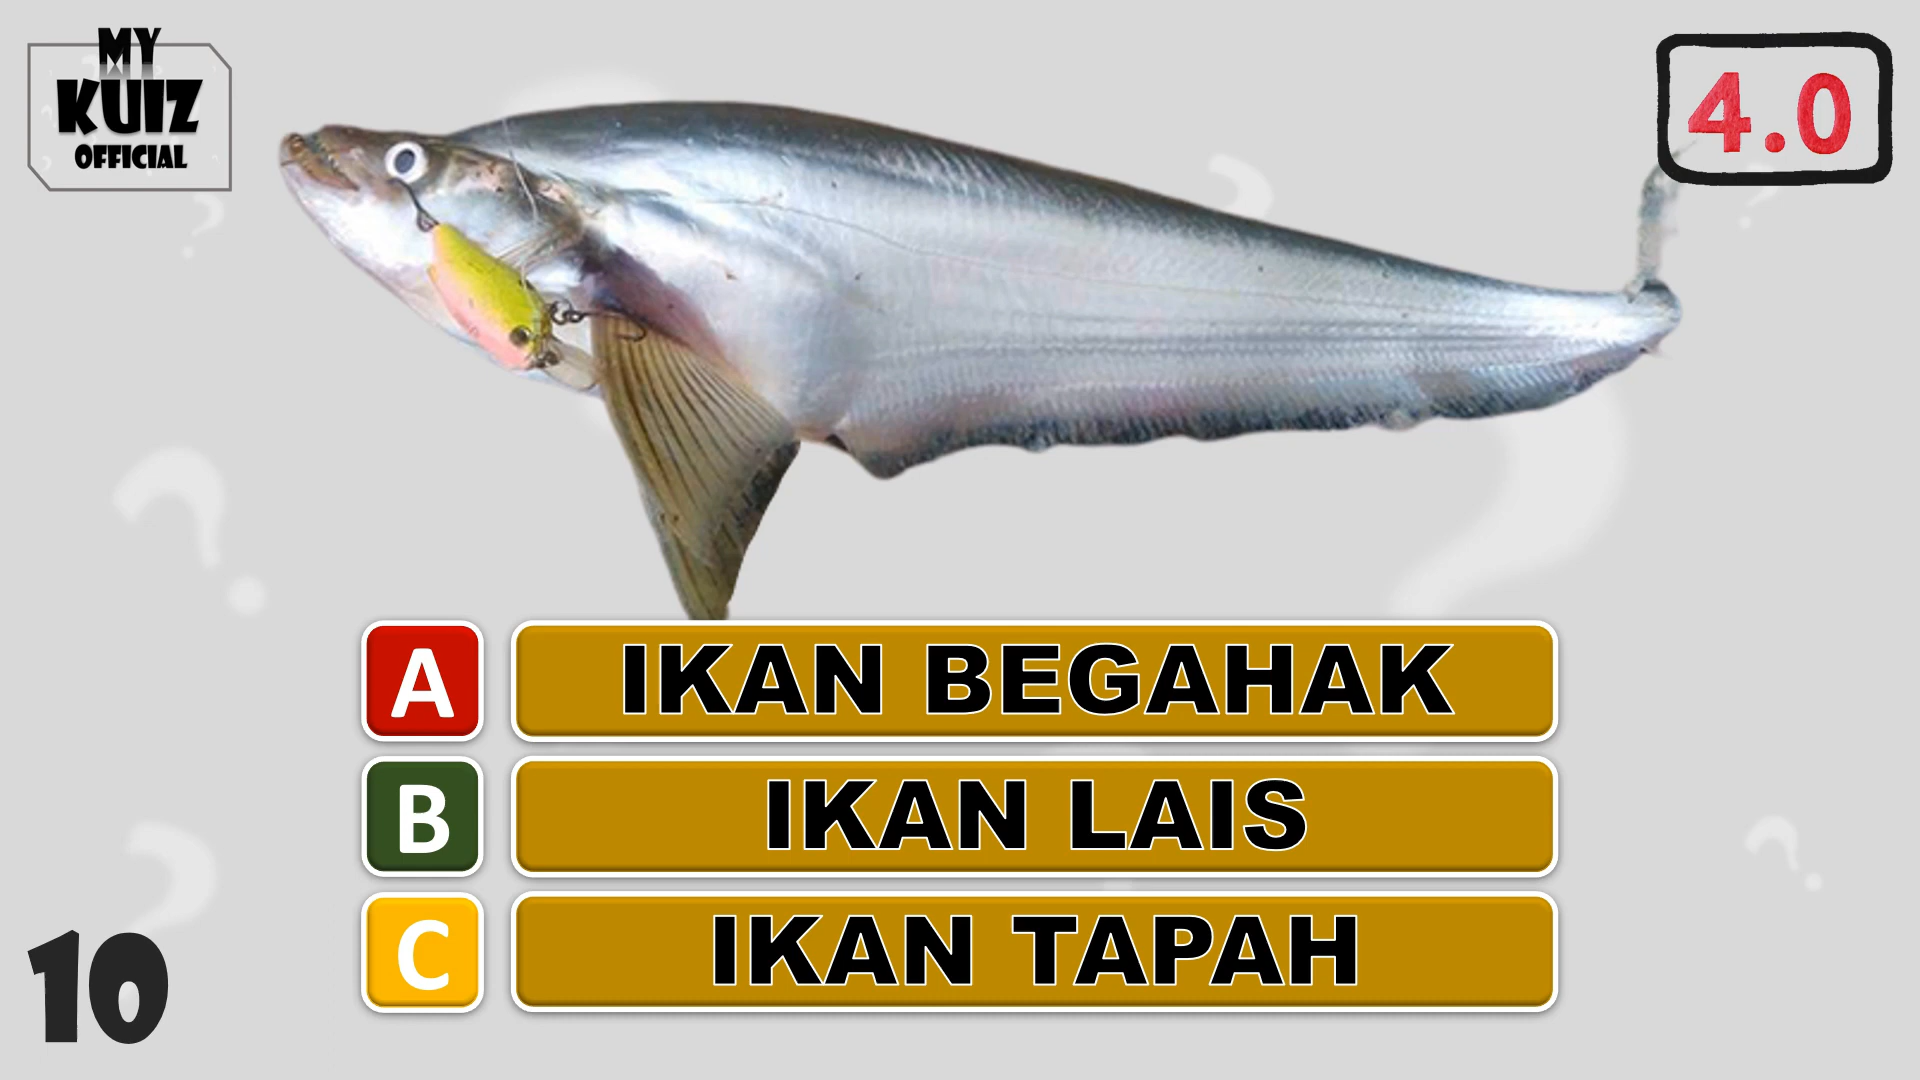 MY
KUIZ
OFFICIAL
4.0
A IKAN BEGAHAK
B IKAN LAIS
C IKAN TAPAH
10